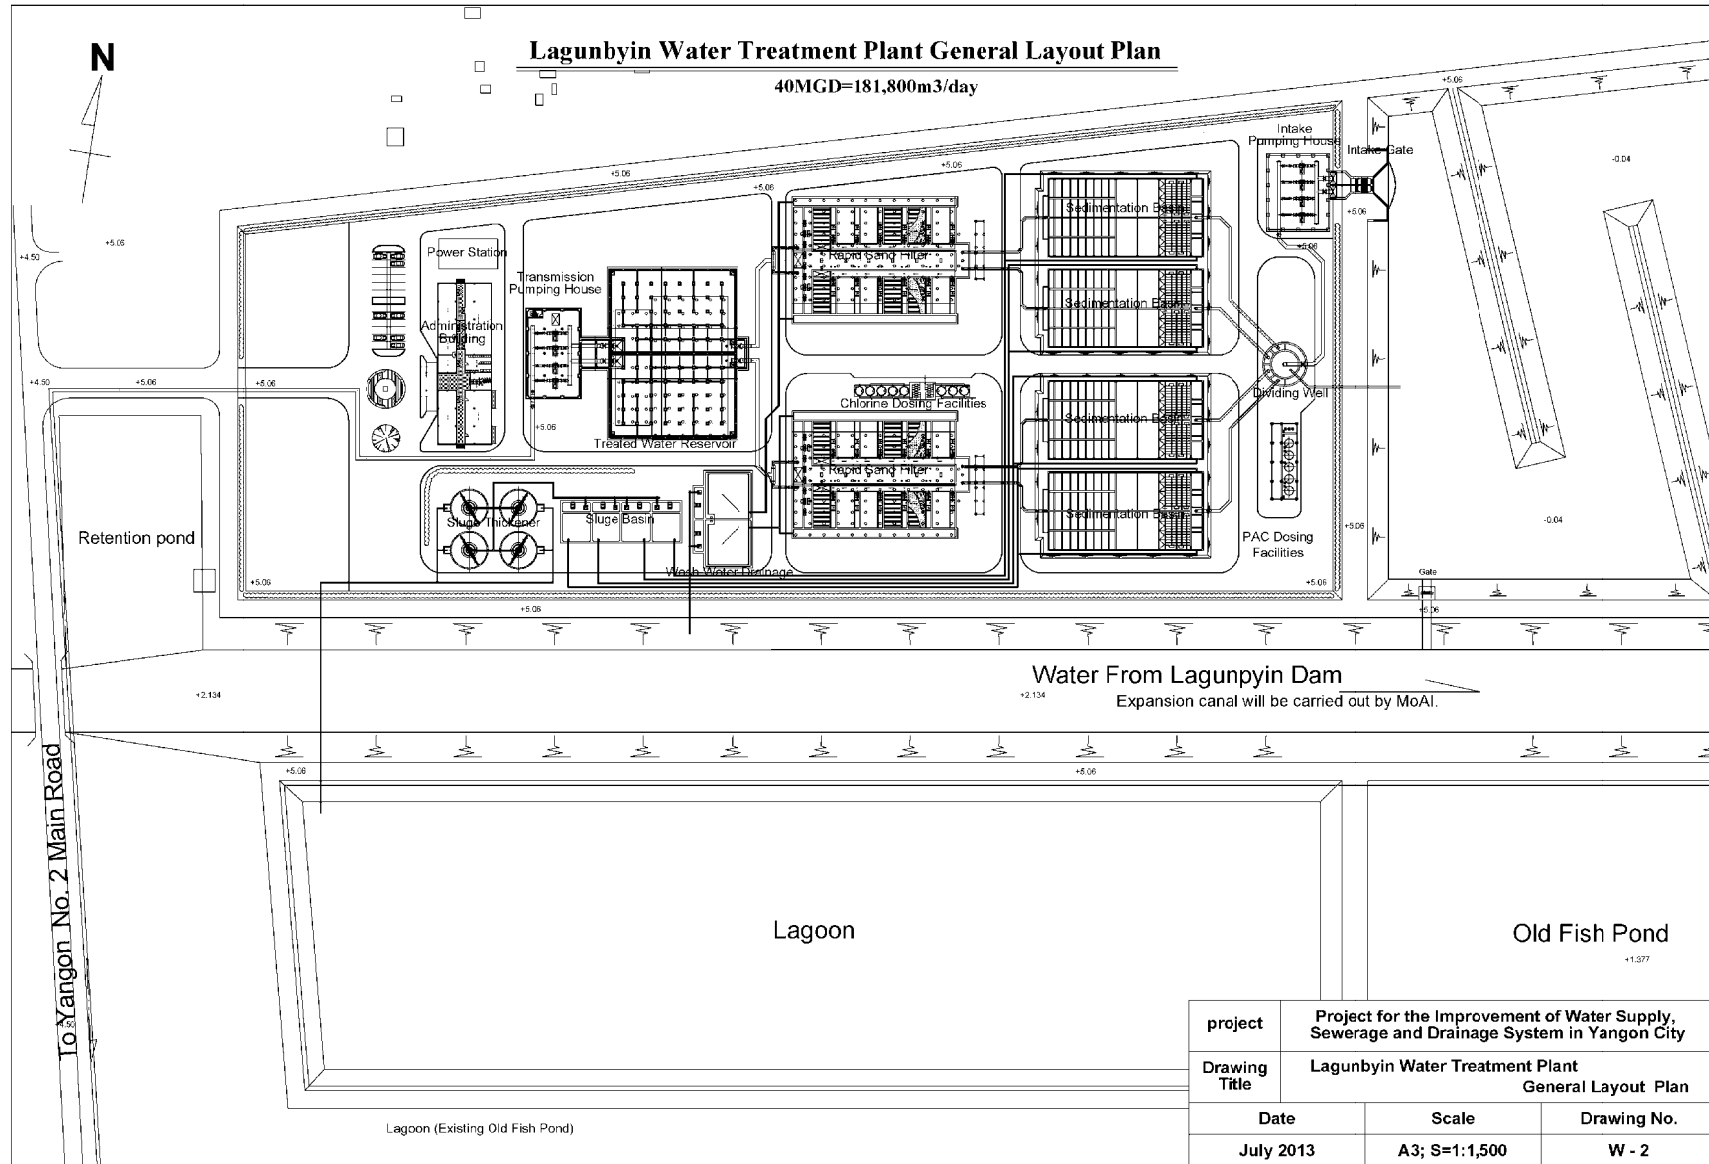 N
Lagunbyin Water Treatment Plant General Layout Plan
40MGD=181,800m3/day
+5.06
Intake
Pumping House
Intake Gate
-0.04
+5.06
+5.06
+5.06
+5.06
+5.06
+4.50
+5.06
Power Station
Transmission
Pumping House
Administration
Building
Rapid Sand Filter
Sedimentation Basin
Sedimentation Basin
+4.50
+5.06
+5.06
+5.06
Treated Water Reservoir
Chlorine Dosing Facilities
Dividing Well
Sedimentation Basin
Rapid Sand Filter
Sedimentation Basin
Retention pond
Sluge Thickener
Sluge Basin
Wash Water Drainage
PAC Dosing
Facilities
+5.06
-0.04
Gate
+5.06
+5.06
+5.06
+5.06
Water From Lagunpyin Dam
+2.134
+2.134
Expansion canal will be carried out by MoAI.
+5.06
+5.06
To Yangon No. 2 Main Road
+4.50
Lagoon
Old Fish Pond
+1.377
Lagoon (Existing Old Fish Pond)
project
Project for the Improvement of Water Supply,
Sewerage and Drainage System in Yangon City
Drawing
Title
Lagunbyin Water Treatment Plant
General Layout Plan
Date
Scale
Drawing No.
July 2013
A3; S=1:1,500
W - 2